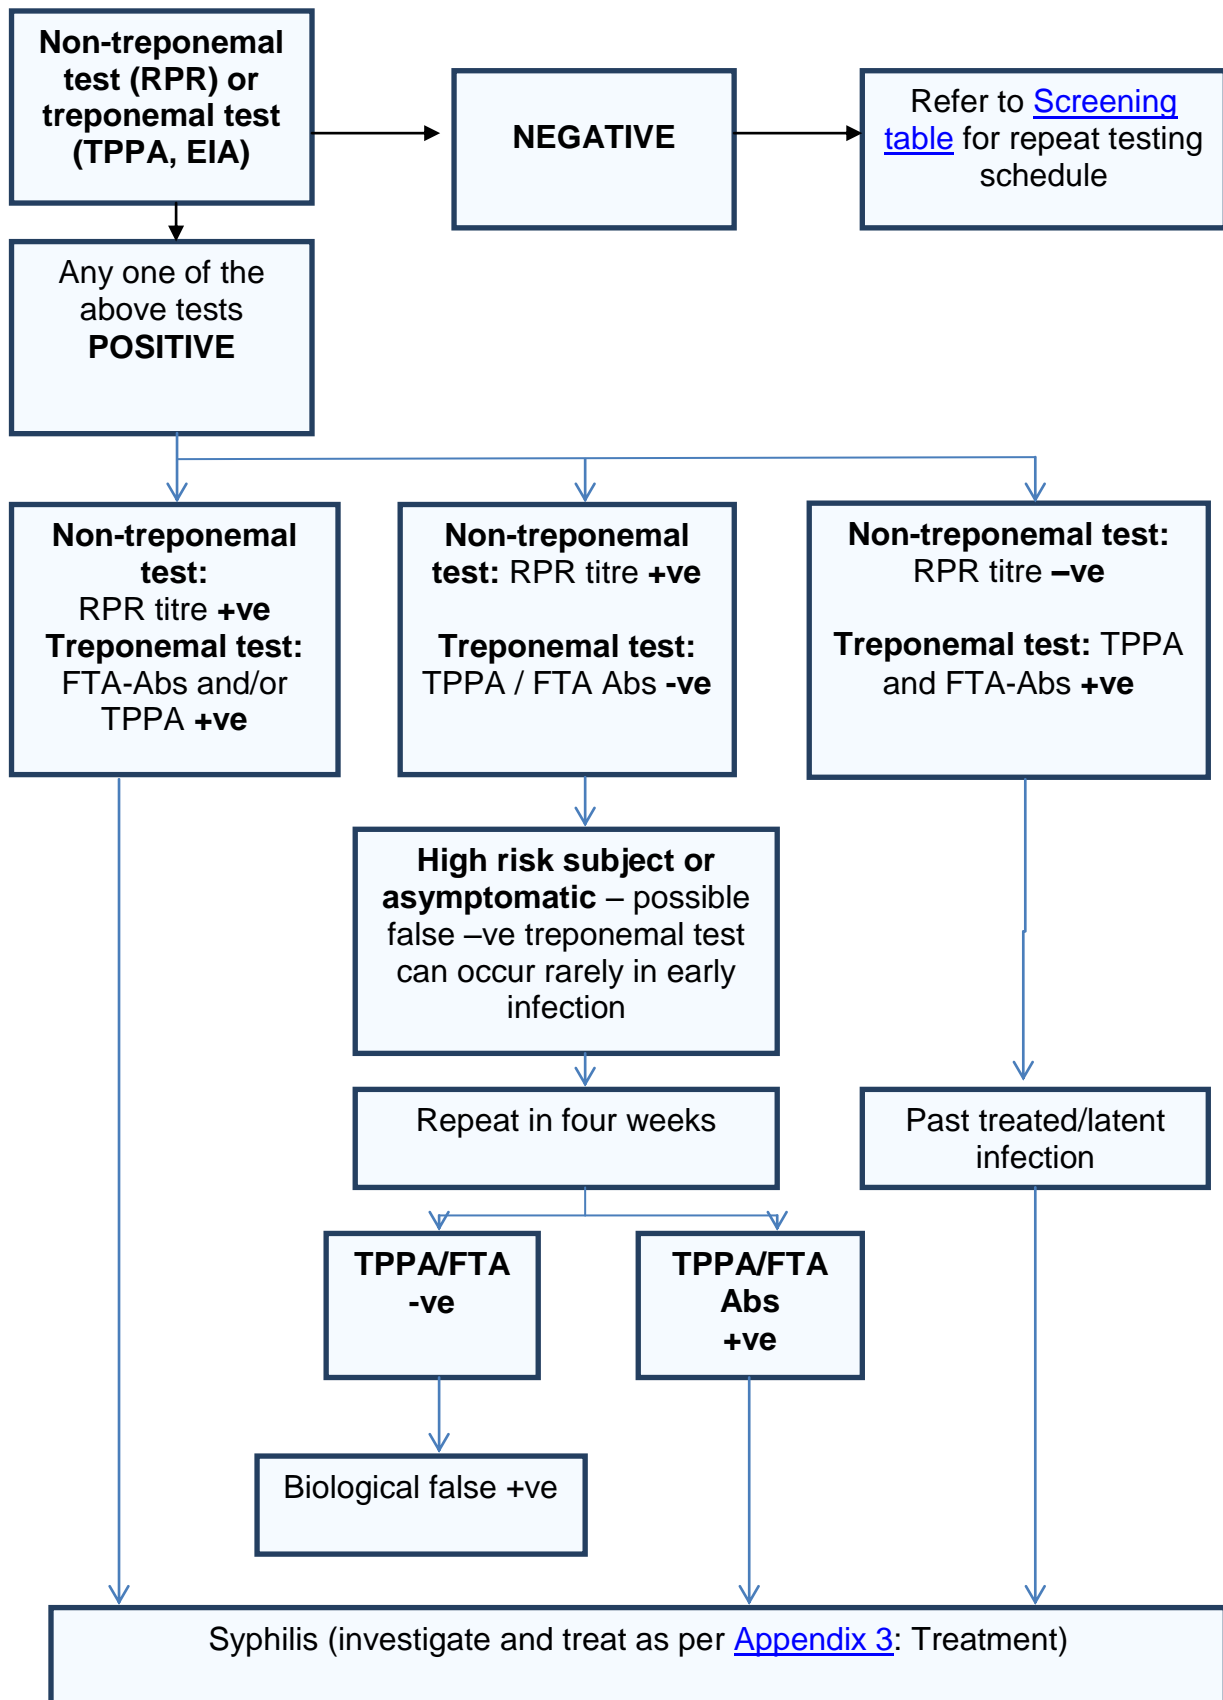 Non-treponemal
test (RPR) or
treponemal test
(TPPA, EIA)
NEGATIVE
Refer to Screening
table for repeat testing
schedule
Any one of the
above tests
POSITIVE
Non-treponemal
test:
RPR titre +ve
Treponemal test:
FTA-Abs and/or
TPPA +ve
Non-treponemal
test: RPR titre +ve
Treponemal test:
TPPA / FTA Abs -ve
Non-treponemal test:
RPR titre –ve
Treponemal test: TPPA
and FTA-Abs +ve
High risk subject or
asymptomatic – possible
false –ve treponemal test
can occur rarely in early
infection
Repeat in four weeks
Past treated/latent
infection
TPPA/FTA
-ve
TPPA/FTA
Abs
+ve
Biological false +ve
Syphilis (investigate and treat as per Appendix 3: Treatment)